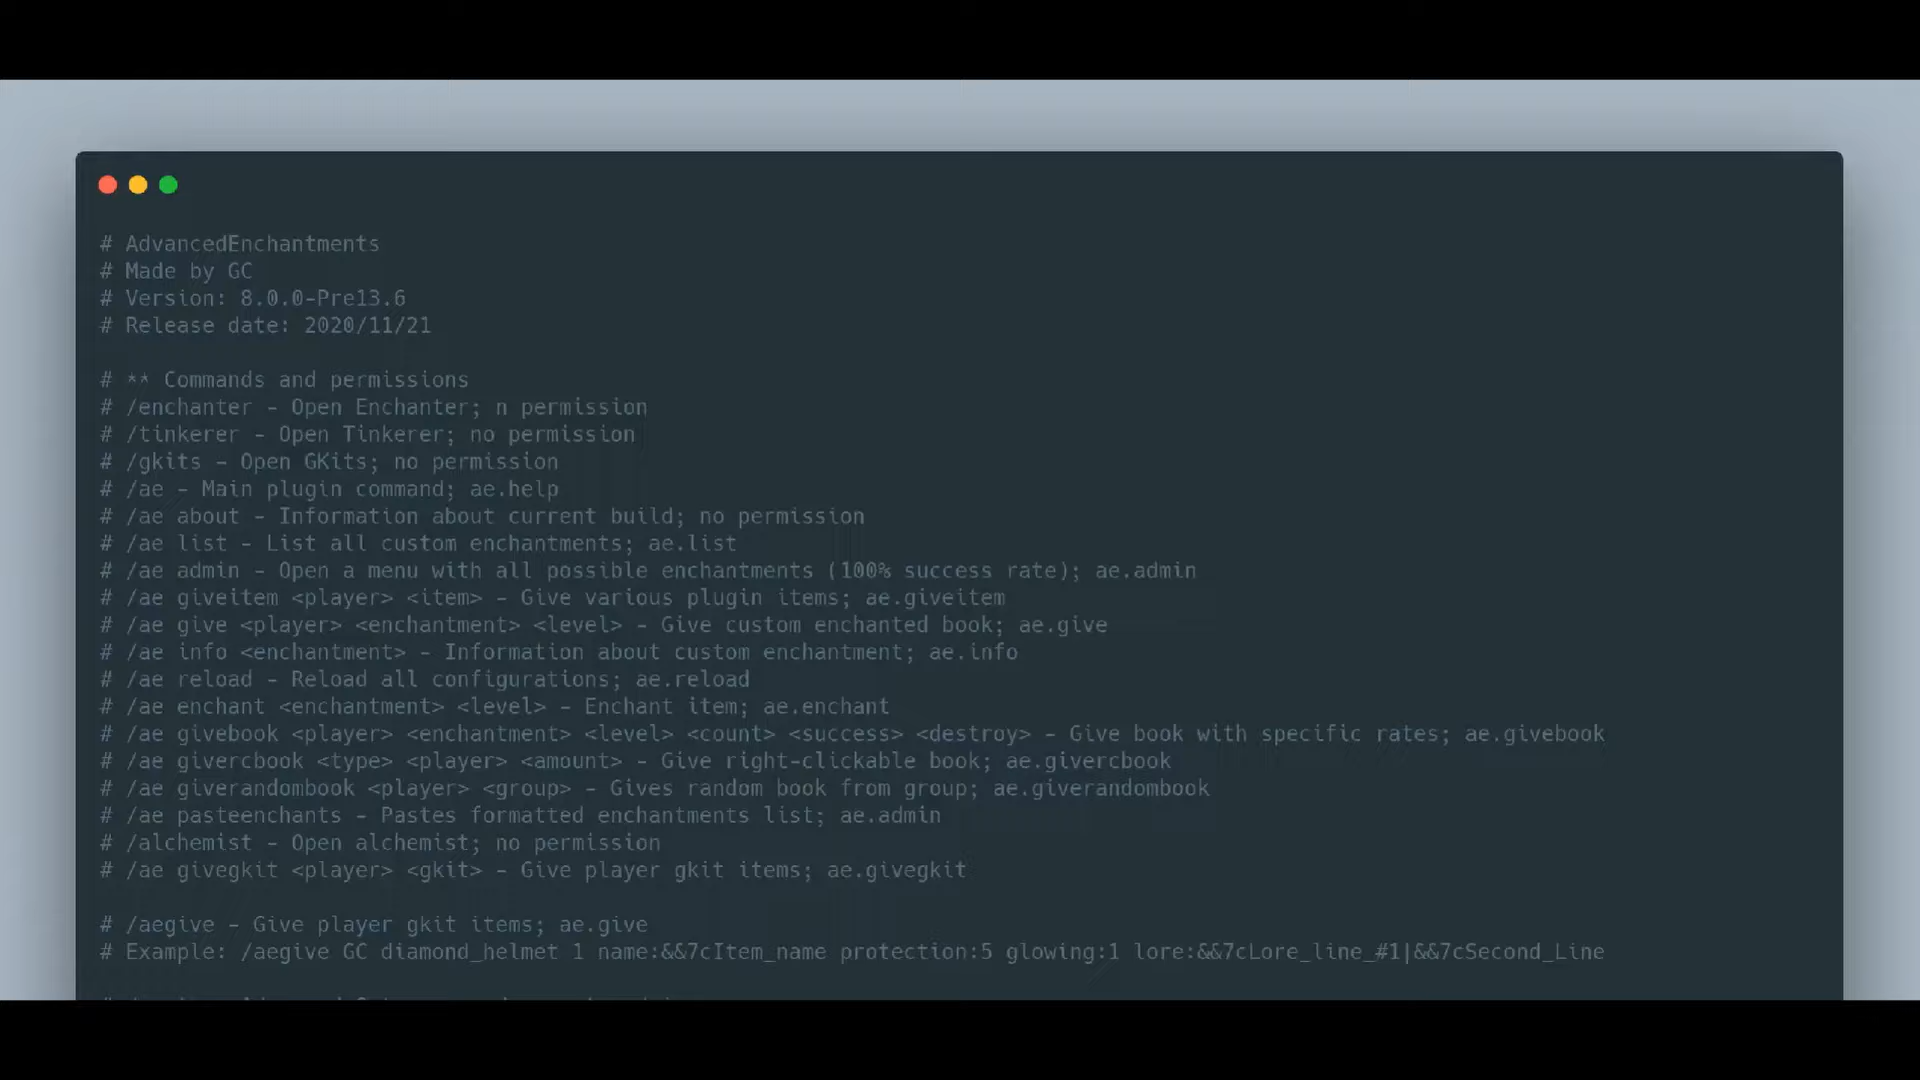 # AdvancedEnchantments
# Made by GC
# Version: 8.0.0-Pre13.6
# Release date: 2020/11/21
# ** Commands and permissions
# /enchanter - Open Enchanter; n permission
# /tinkerer - Open Tinkerer; no permission
# /gkits - Open GKits; no permission
# /ae - Main plugin command; ae.help
# /ae about - Information about current build; no permission
# /ae list - List all custom enchantments; ae.list
# /ae admin - Open a menu with all possible enchantments (100% success rate); ae.admin
# /ae giveitem <player> <item> - Give various plugin items; ae.giveitem
# /ae give <player> <enchantment> <level> - Give custom enchanted book; ae.give
# /ae info <enchantment> - Information about custom enchantment; ae.info
# /ae reload - Reload all configurations; ae.reload
# /ae enchant <enchantment> <level> - Enchant item; ae.enchant
# /ae givebook <player> <enchantment> <level> <count> <success> <destroy> - Give book with specific rates; ae.givebook
# /ae givercbook <type> <player> <amount> - Give right-clickable book; ae.givercbook
# /ae giverandombook <player> <group> - Gives random book from group; ae.giverandombook
# /ae pasteenchants - Pastes formatted enchantments list; ae.admin
# /alchemist - Open alchemist; no permission
# /ae givegkit <player> <gkit> - Give player gkit items; ae.givegkit
# /aegive - Give player gkit items; ae.give
# Example: /aegive GC diamond_helmet 1 name:&&7cItem_name protection:5 glowing:1 lore:&&7cLore_line_#1|&&7cSecond_Line